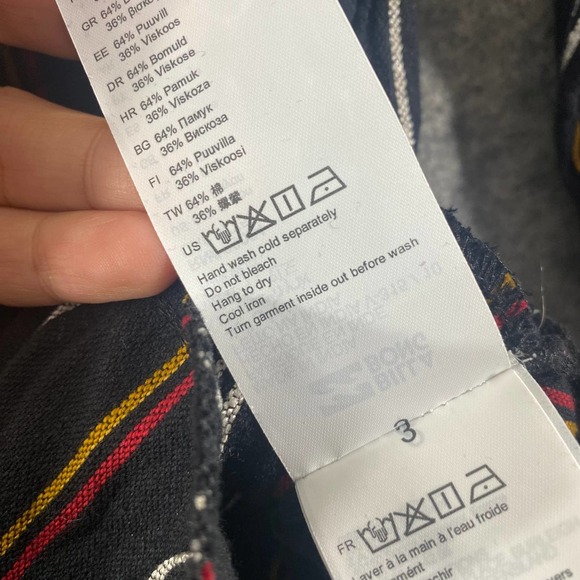 GR 64%
36%
EE 64% Puuvill
36% Viskoos
DR 64% Bomuld
36% Viskose
HR 64% Pamuk
36% Viskoza
BG 64% Памук
36% Вискоза
FI 64% Puuvilla
36% Viskoosi
TW 64% 棉
36%
US
Hand wash cold separately
Do not bleach
Hang to dry
Cool iron
Turn garment inside out before wash
BILLA
BONG
3
FR
Laver à la main à l'eau froide